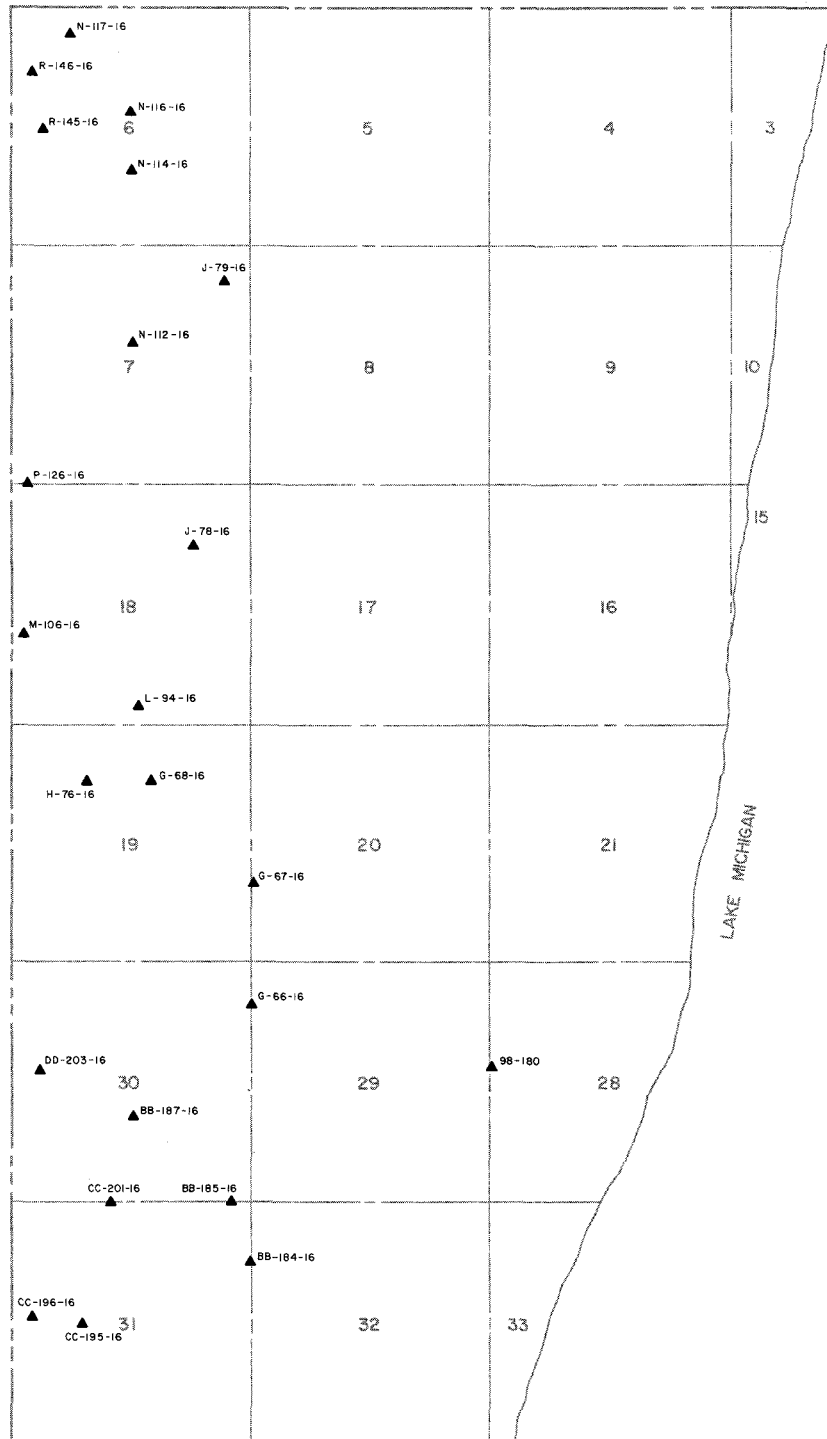 N-117-16
R-146-16
N-116-16
R-145-16
6
5
4
3
N-114-16
J-79-16
N-112-16
7
8
9
10
P-126-16
15
J-78-16
18
17
16
M-106-16
L-94-16
G-68-16
H-76-16
19
20
21
LAKE MICHIGAN
G-67-16
G-66-16
DD-203-16
98-180
30
29
28
BB-187-16
CC-201-16
BB-185-16
BB-184-16
CC-196-16
31
32
33
CC-195-16